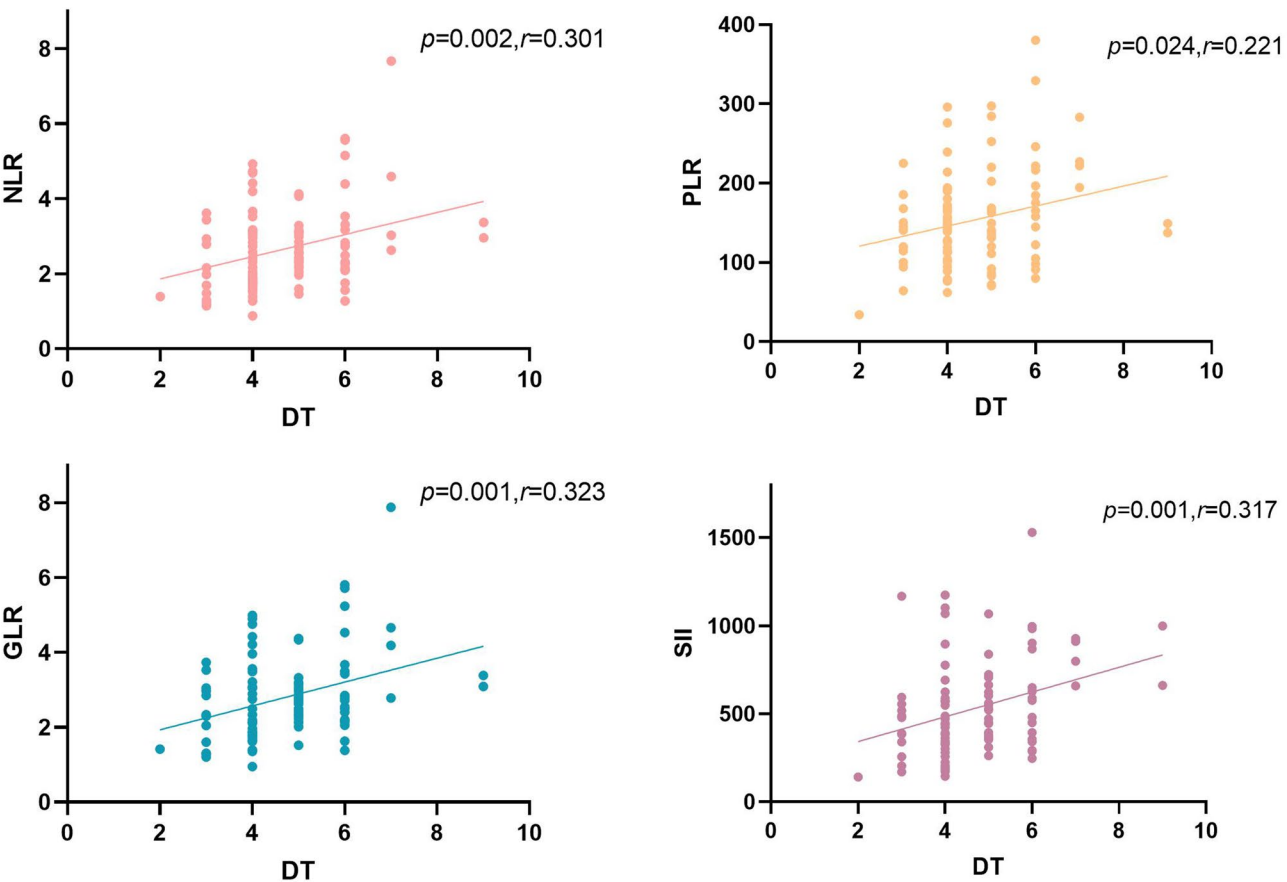 p=0.002,r=0.301
8
6
4
2
0
NLR
0 2 4 6 8 10
DT
p=0.024,r=0.221
400
300
200
100
0
PLR
0 2 4 6 8 10
DT
p=0.001,r=0.323
8
6
4
2
0
GLR
0 2 4 6 8 10
DT
p=0.001,r=0.317
1500
1000
500
0
SII
0 2 4 6 8 10
DT